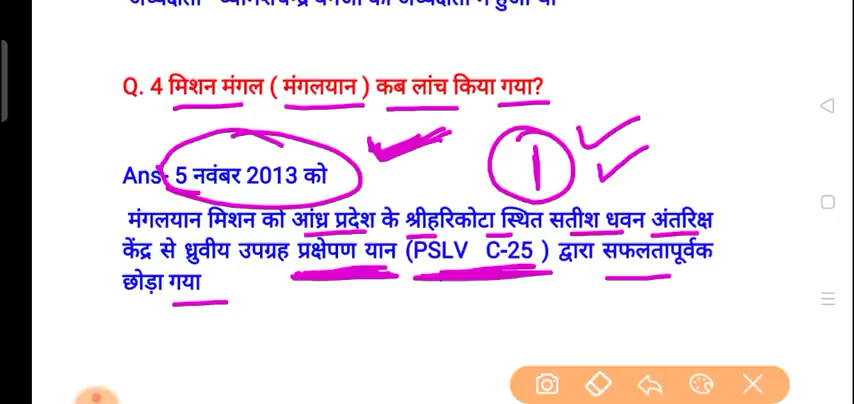 Q. 4 मिशन मंगल ( मंगलयान ) कब लांच किया गया?
Ans- 5 नवंबर 2013 को
1
मंगलयान मिशन को आंध्र प्रदेश के श्रीहरिकोटा स्थित सतीश धवन अंतरिक्ष
केंद्र से ध्रुवीय उपग्रह प्रक्षेपण यान (PSLV C-25 ) द्वारा सफलतापूर्वक
छोड़ा गया